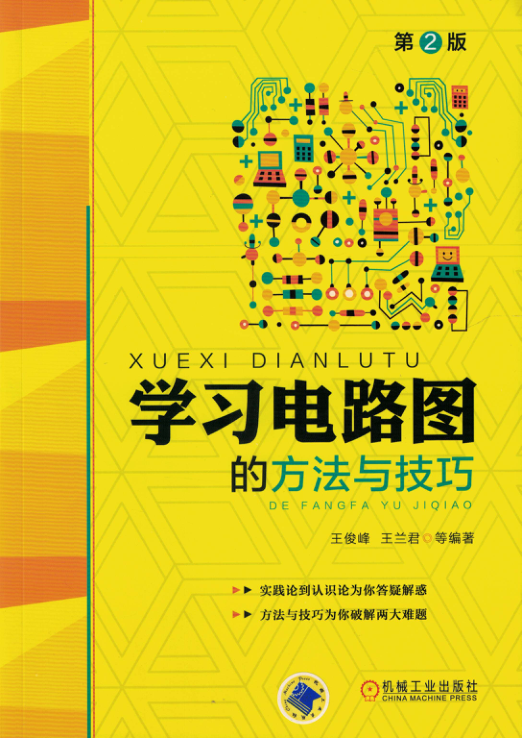 第2版
XUEXI DIANLUTU
学习电路图
的方法与技巧
DE FANGFA YU JIQIAO
王俊峰 王兰君 等编著
实践论到认识论为你答疑解惑
方法与技巧为你破解两大难题
机械工业出版社
CHINA MACHINE PRESS